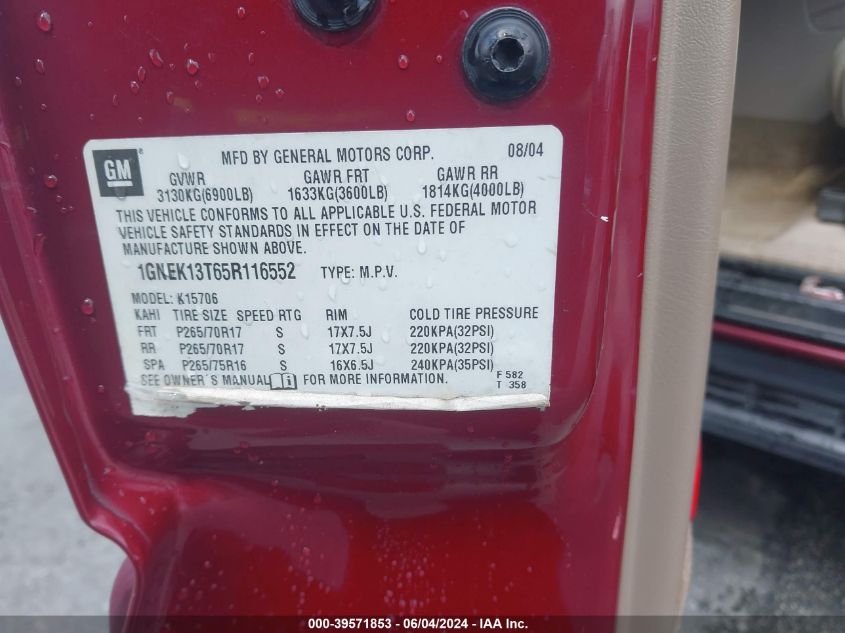 GM
MFD BY GENERAL MOTORS CORP. 08/04
GVWR GAWR FRT GAWR RR
3130KG(6900LB) 1633KG(3600LB) 1814KG(4000LB)
THIS VEHICLE CONFORMS TO ALL APPLICABLE U.S. FEDERAL MOTOR
VEHICLE SAFETY STANDARDS IN EFFECT ON THE DATE OF
MANUFACTURE SHOWN ABOVE.
1GNEK13T65R116552 TYPE: M.P.V.
MODEL: K15706
KAHI TIRE SIZE SPEED RTG RIM COLD TIRE PRESSURE
FRT P265/70R17 S 17X7.5J 220KPA(32PSI)
RR P265/70R17 S 17X7.5J 220KPA(32PSI)
SPA P265/75R16 S 16X6.5J 240KPA(35PSI)
SEE OWNER'S MANUAL FOR MORE INFORMATION.
F 582
T 358
000-39571853 - 06/04/2024 - IAA Inc.